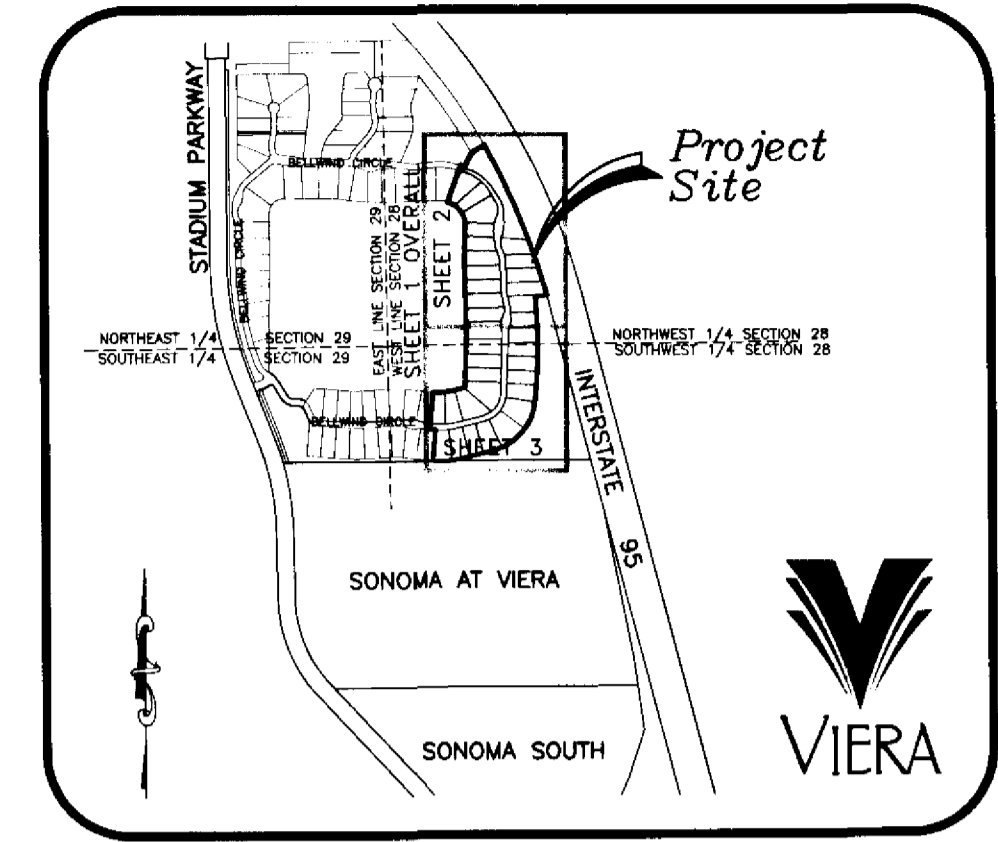 STADIUM PARKWAY
BELLWIND CIRCLE
BELLWIND CIRCLE
EAST LINE SECTION 29
WEST LINE SECTION 28
SHEET 1 OVERALL
SHEET 2
Project
Site
NORTHEAST 1/4 SECTION 29
SOUTHEAST 1/4 SECTION 29
NORTHWEST 1/4 SECTION 28
SOUTHWEST 1/4 SECTION 28
BELLWIND CIRCLE
SHEET 3
INTERSTATE 95
SONOMA AT VIERA
SONOMA SOUTH
VIERA